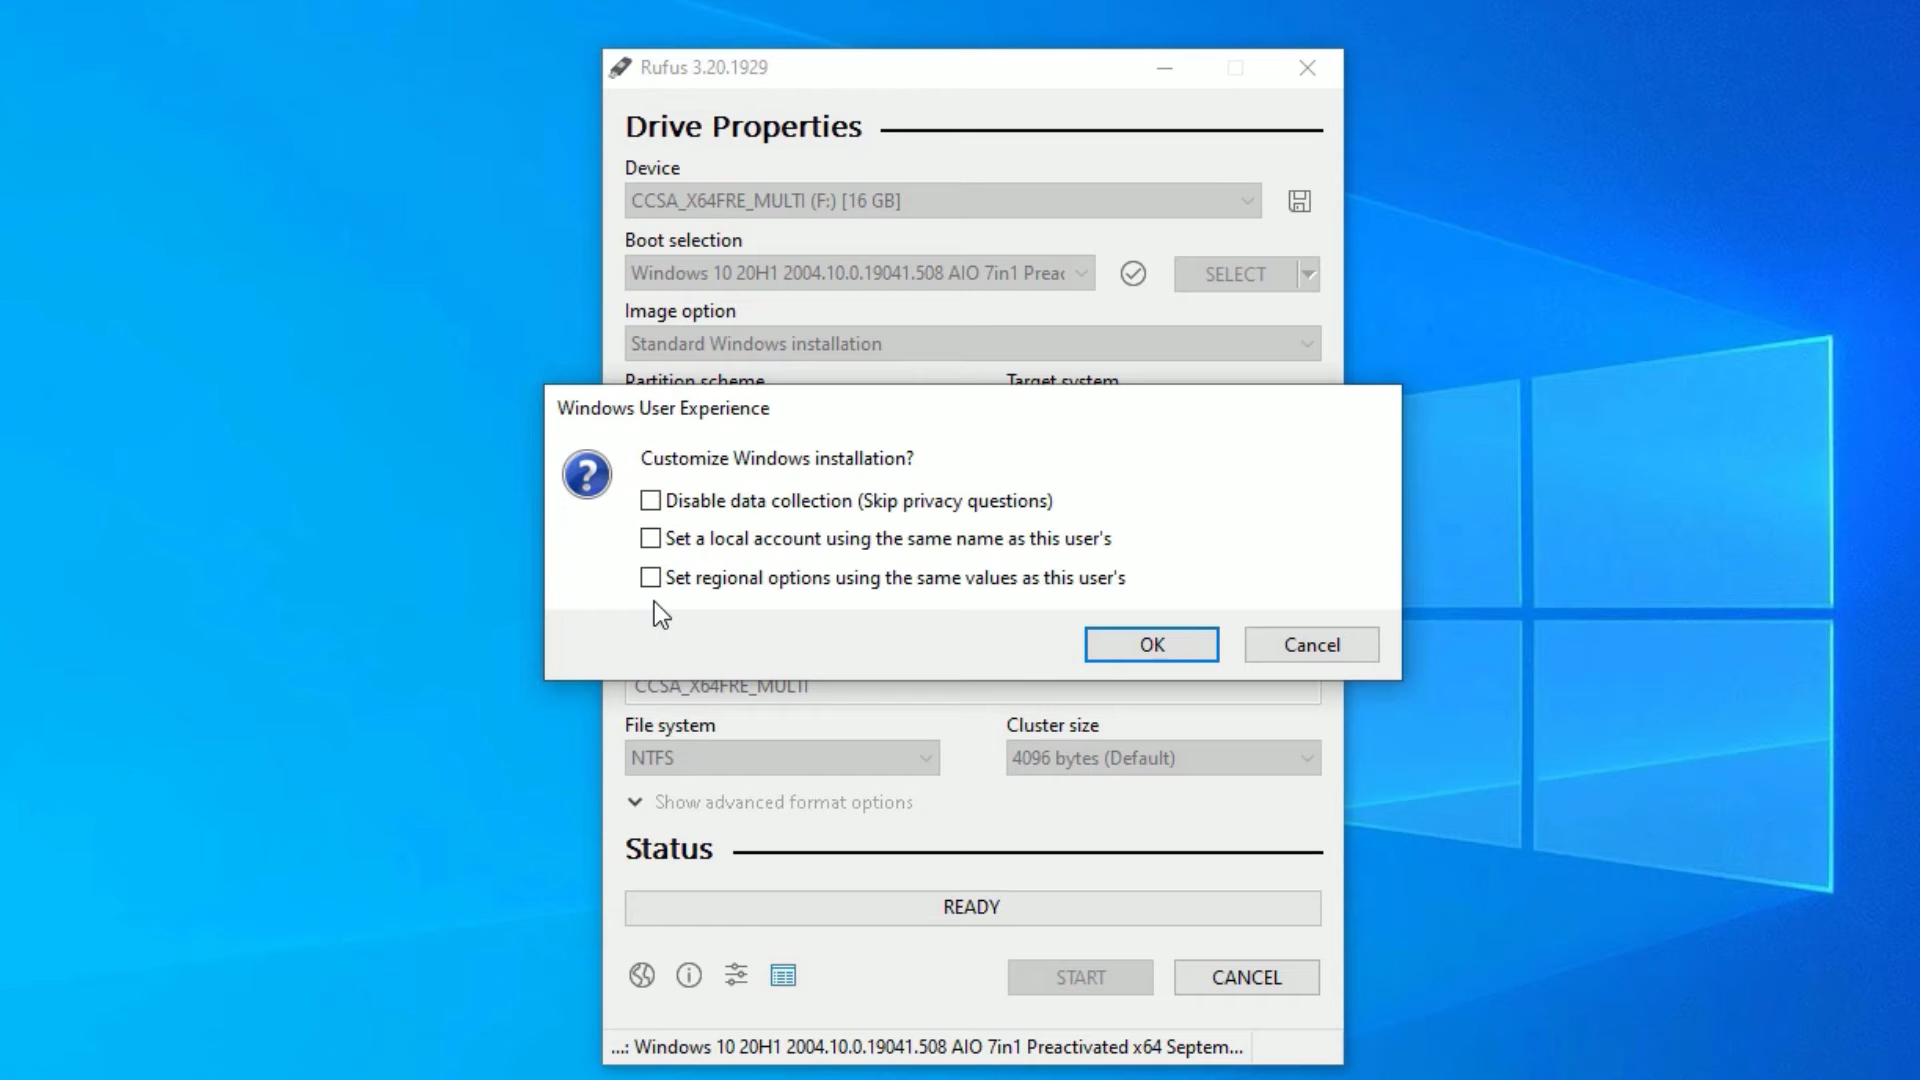 Rufus 3.20.1929
Drive Properties
Device
CCSA_X64FRE_MULTI (F:) [16 GB]
Boot selection
Windows 10 20H1 2004.10.0.19041.508 AIO 7in1 Preac
SELECT
Image option
Standard Windows installation
Partition scheme
Target system
Windows User Experience
Customize Windows installation?
Disable data collection (Skip privacy questions)
Set a local account using the same name as this user's
Set regional options using the same values as this user's
OK
Cancel
CCSA_X64FRE_MULTI
File system
Cluster size
NTFS
4096 bytes (Default)
Show advanced format options
Status
READY
START
CANCEL
...: Windows 10 20H1 2004.10.0.19041.508 AIO 7in1 Preactivated x64 Septem...